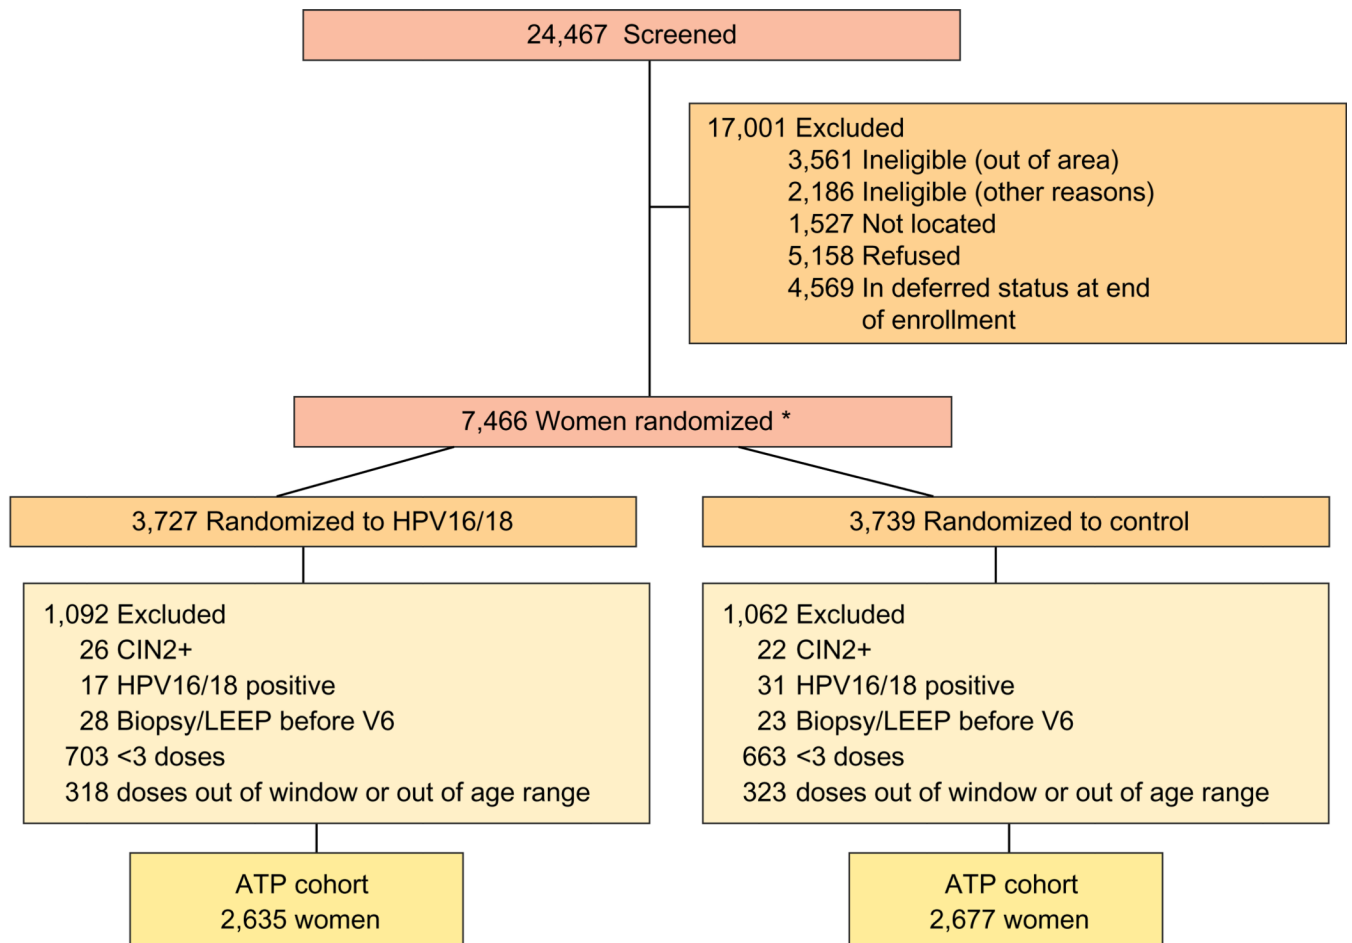 24,467 Screened
17,001 Excluded
3,561 Ineligible (out of area)
2,186 Ineligible (other reasons)
1,527 Not located
5,158 Refused
4,569 In deferred status at end
of enrollment
7,466 Women randomized *
3,727 Randomized to HPV16/18
1,092 Excluded
26 CIN2+
17 HPV16/18 positive
28 Biopsy/LEEP before V6
703 <3 doses
318 doses out of window or out of age range
ATP cohort
2,635 women
3,739 Randomized to control
1,062 Excluded
22 CIN2+
31 HPV16/18 positive
23 Biopsy/LEEP before V6
663 <3 doses
323 doses out of window or out of age range
ATP cohort
2,677 women